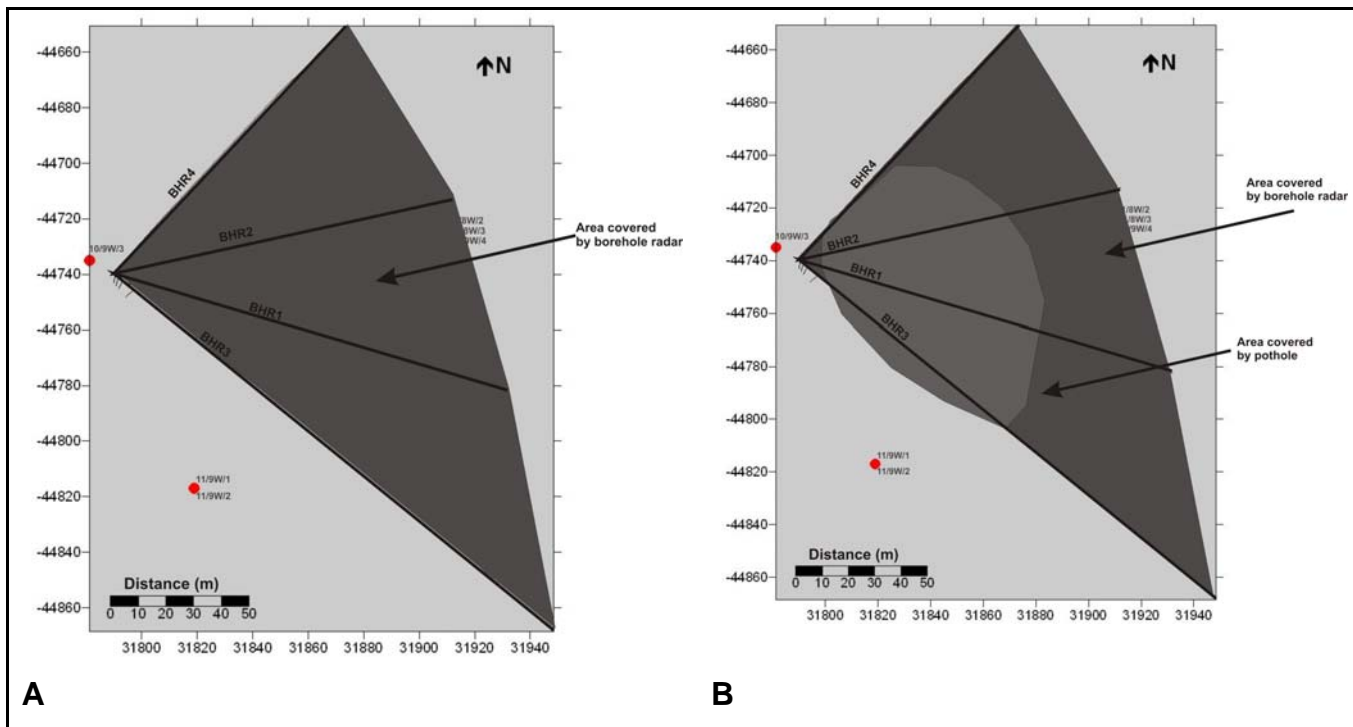 N
-44660
-44680
-44700
-44720
-44740
-44760
-44780
-44800
-44820
-44840
-44860
31800 31820 31840 31860 31880 31900 31920 31940
BHR4
BHR2
BHR1
BHR3
10/9W/3
8W/2
8W/3
W/4
Area covered
by borehole radar
11/9W/1
11/9W/2
Distance (m)
0 10 20 30 40 50
A
N
-44660
-44680
-44700
-44720
-44740
-44760
-44780
-44800
-44820
-44840
-44860
31800 31820 31840 31860 31880 31900 31920 31940
BHR4
BHR2
BHR1
BHR3
10/9W/3
/8W/2
/8W/3
/9W/4
Area covered
by borehole radar
Area covered
by pothole
11/9W/1
11/9W/2
Distance (m)
0 10 20 30 40 50
B